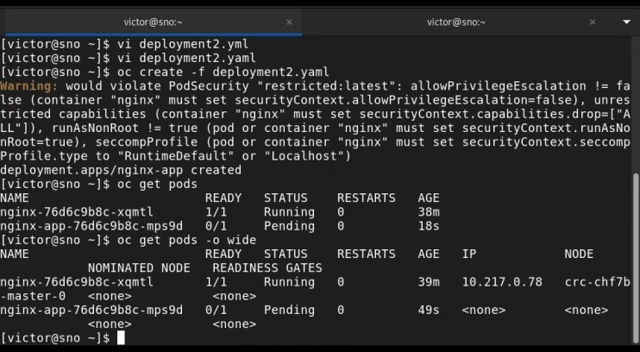 victor@sno:~ × victor@sno:~ ×
[victor@sno ~]$ vi deployment2.yml
[victor@sno ~]$ vi deployment2.yaml
[victor@sno ~]$ oc create -f deployment2.yaml
Warning: would violate PodSecurity "restricted:latest": allowPrivilegeEscalation != fa
lse (container "nginx" must set securityContext.allowPrivilegeEscalation=false), unres
tricted capabilities (container "nginx" must set securityContext.capabilities.drop=["A
LL"]), runAsNonRoot != true (pod or container "nginx" must set securityContext.runAsNo
nRoot=true), seccompProfile (pod or container "nginx" must set securityContext.seccomp
Profile.type to "RuntimeDefault" or "Localhost")
deployment.apps/nginx-app created
[victor@sno ~]$ oc get pods
NAME READY STATUS RESTARTS AGE
nginx-76d6c9b8c-xqmtl 1/1 Running 0 38m
nginx-app-76d6c9b8c-mps9d 0/1 Pending 0 18s
[victor@sno ~]$ oc get pods -o wide
NAME READY STATUS RESTARTS AGE IP NODE
NOMINATED NODE READINESS GATES
nginx-76d6c9b8c-xqmtl 1/1 Running 0 39m 10.217.0.78 crc-chf7b
-master-0 <none> <none>
nginx-app-76d6c9b8c-mps9d 0/1 Pending 0 49s <none> <none>
<none> <none>
[victor@sno ~]$